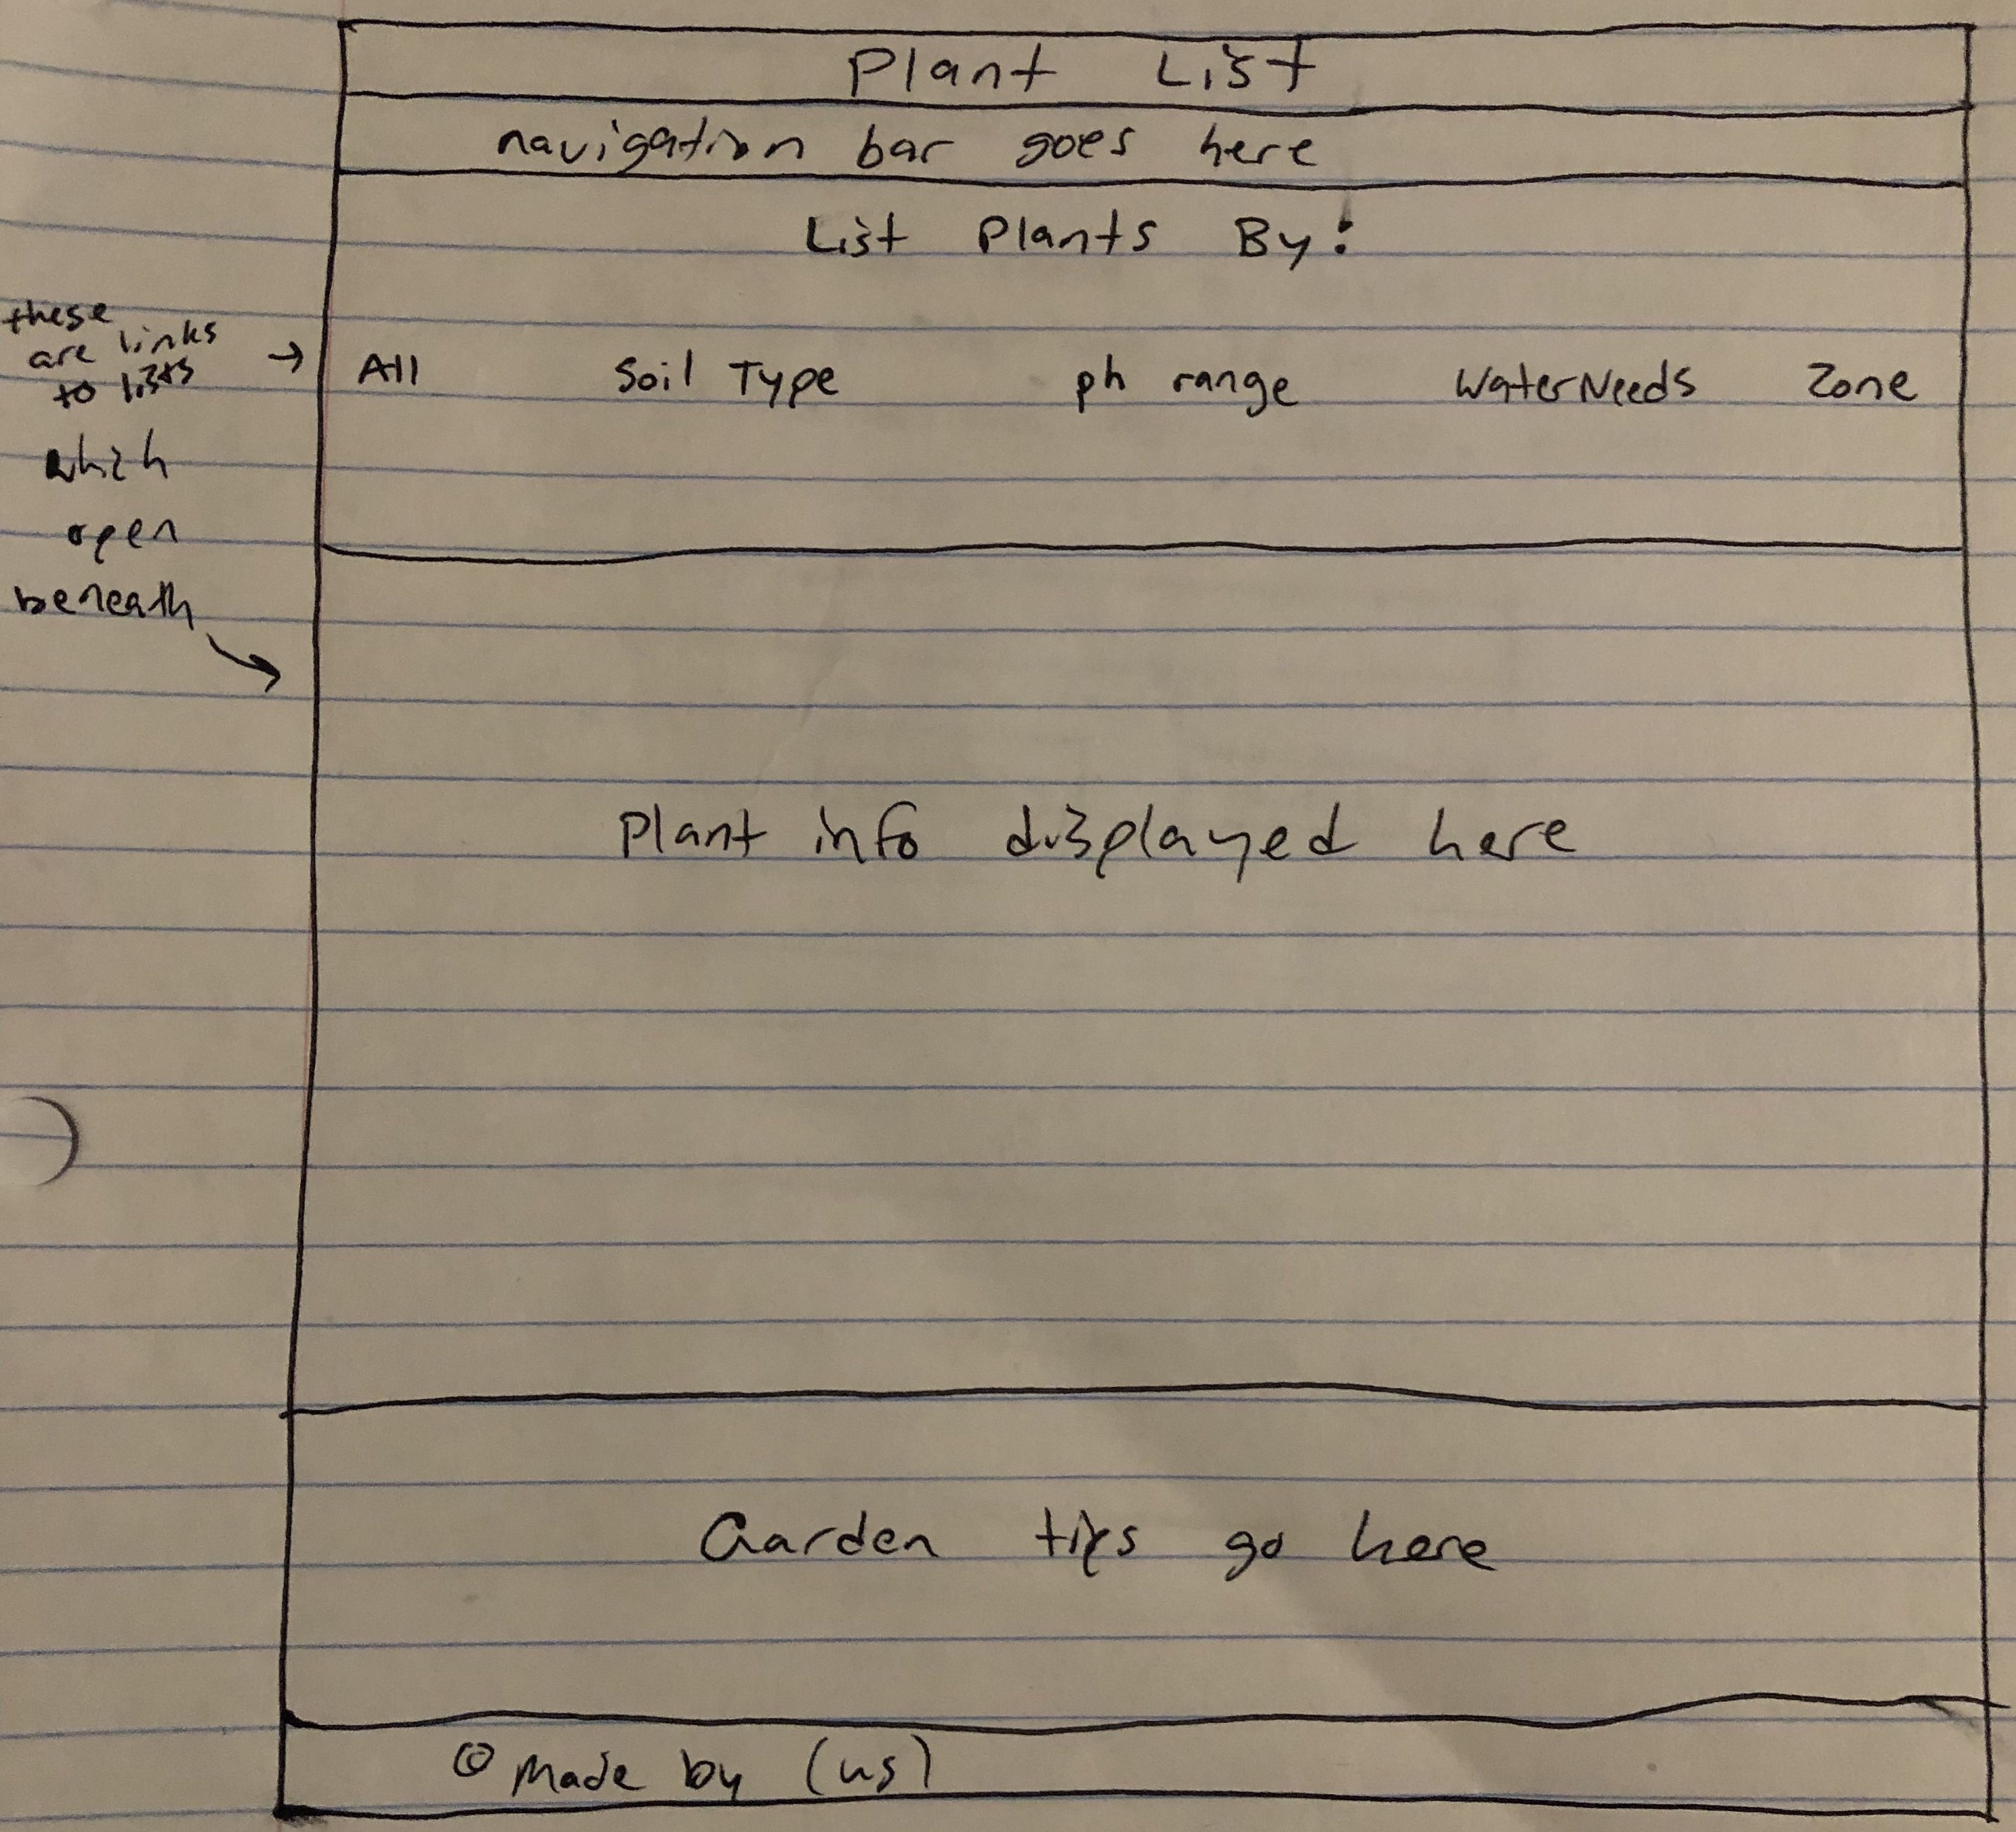 Plant List
navigation bar goes here
List Plants By:
these
are links
to lists
which
open
beneath
→ All Soil Type ph range WaterNeeds Zone
Plant info displayed here
Garden tips go here
© Made by (us)